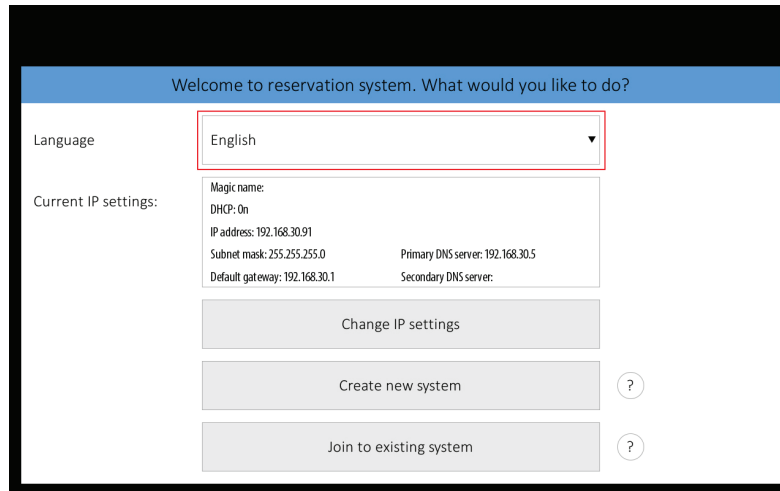 Welcome to reservation system. What would you like to do?
Language
English
Current IP settings:
Magic name:
DHCP: On
IP address: 192.168.30.91
Subnet mask: 255.255.255.0 Primary DNS server: 192.168.30.5
Default gateway: 192.168.30.1 Secondary DNS server:
Change IP settings
Create new system ?
Join to existing system ?